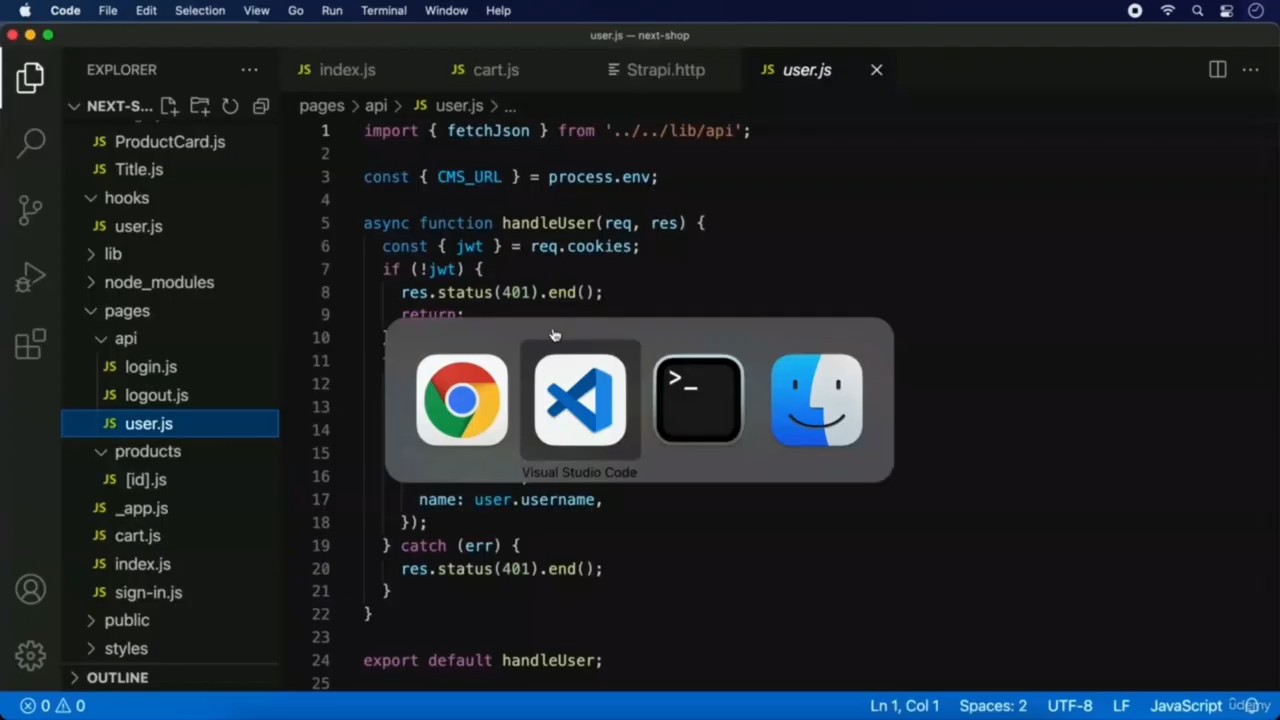 Code File Edit Selection View Go Run Terminal Window Help
user.js — next-shop
EXPLORER
JS index.js
JS cart.js
Strapi.http
JS user.js
NEXT-S...
pages > api > JS user.js > ...
JS ProductCard.js
JS Title.js
hooks
JS user.js
lib
node_modules
pages
api
JS login.js
JS logout.js
JS user.js
products
JS [id].js
JS _app.js
JS cart.js
JS index.js
JS sign-in.js
public
styles
OUTLINE
1 import { fetchJson } from '../../lib/api';
2
3 const { CMS_URL } = process.env;
4
5 async function handleUser(req, res) {
6 const { jwt } = req.cookies;
7 if (!jwt) {
8 res.status(401).end();
9 return;
10
11
12
13
14
15
16
17 name: user.username,
18 });
19 } catch (err) {
20 res.status(401).end();
21 }
22 }
23
24 export default handleUser;
25
>_
Visual Studio Code
0 0
Ln 1, Col 1 Spaces: 2 UTF-8 LF JavaScript
udemy